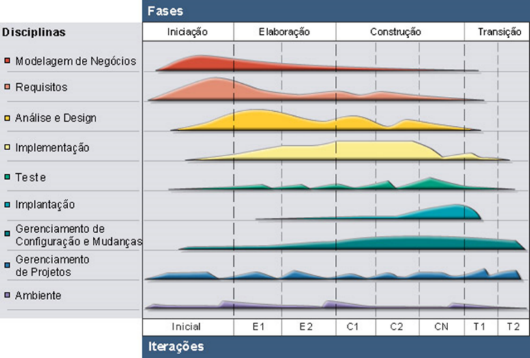 Fases
Disciplinas
Iniciação Elaboração Construção Transição
Modelagem de Negócios
Requisitos
Análise e Design
Implementação
Teste
Implantação
Gerenciamento de
Configuração e Mudanças
Gerenciamento
de Projetos
Ambiente
Inicial E1 E2 C1 C2 CN T1 T2
Iterações